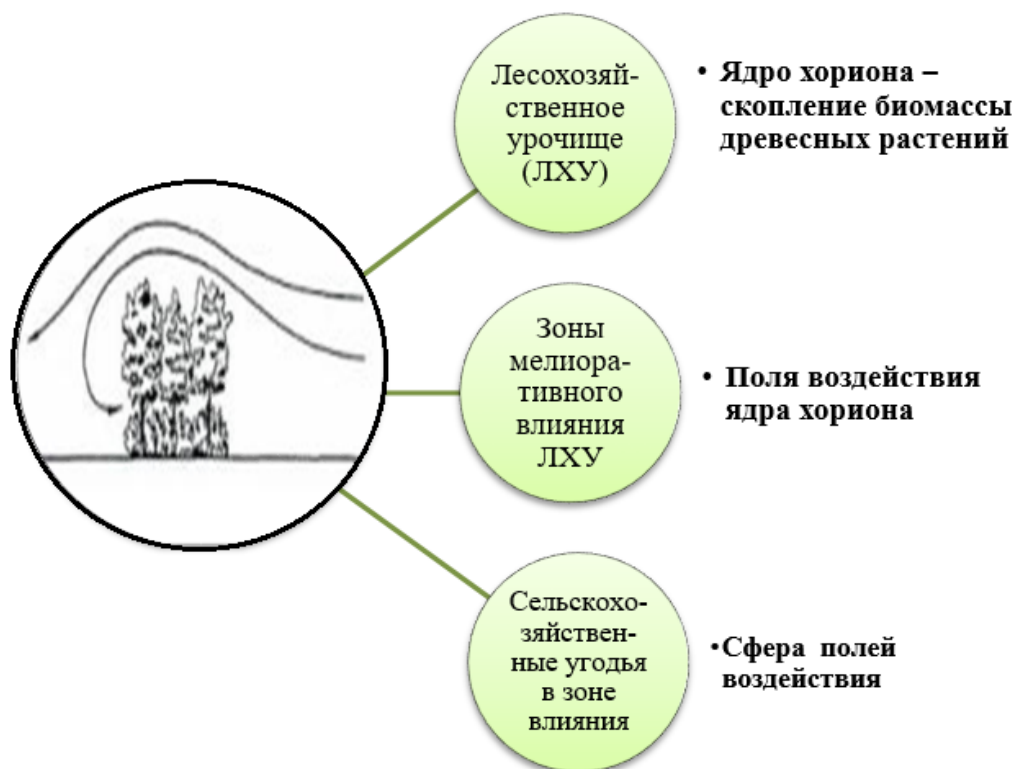 Лесохозяй-
ственное
урочище
(ЛХУ)
• Ядро хориона –
скопление биомассы
древесных растений
Зоны
мелиора-
тивного
влияния
ЛХУ
• Поля воздействия
ядра хориона
Сельскохо-
зяйствен-
ные угодья
в зоне
влияния
•Сфера полей
воздействия